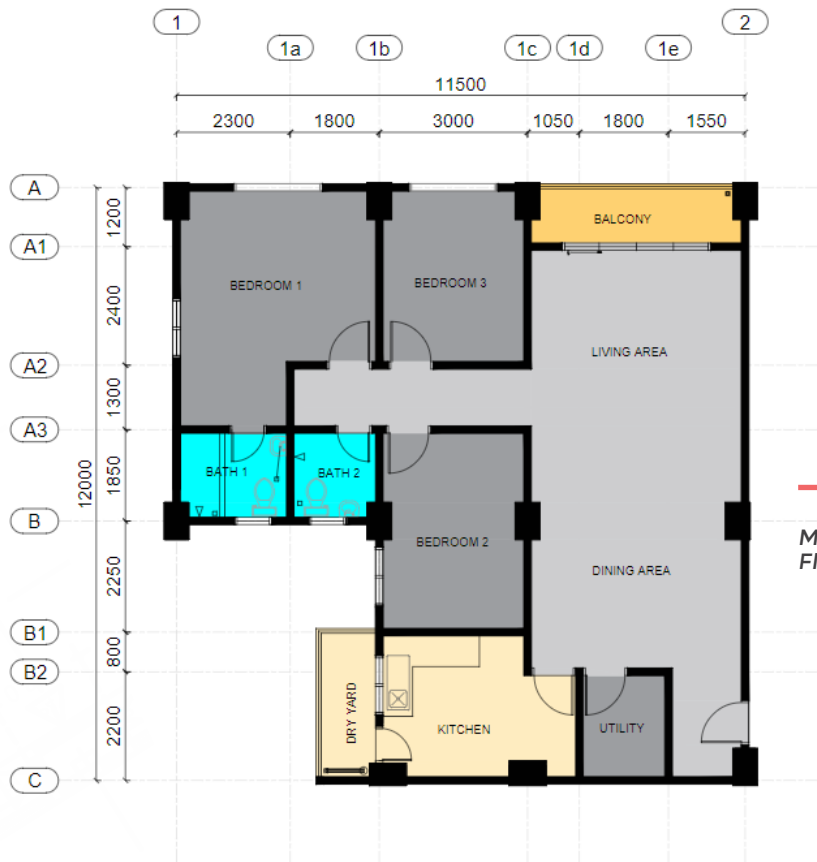 1
1a
1b
1c
1d
1e
2
11500
2300
1800
3000
1050
1800
1550
A
A1
A2
A3
B
B1
B2
C
12000
1200
2400
1300
1850
2250
800
2200
BALCONY
BEDROOM 1
BEDROOM 3
LIVING AREA
BATH 1
BATH 2
BEDROOM 2
DINING AREA
DRY YARD
KITCHEN
UTILITY